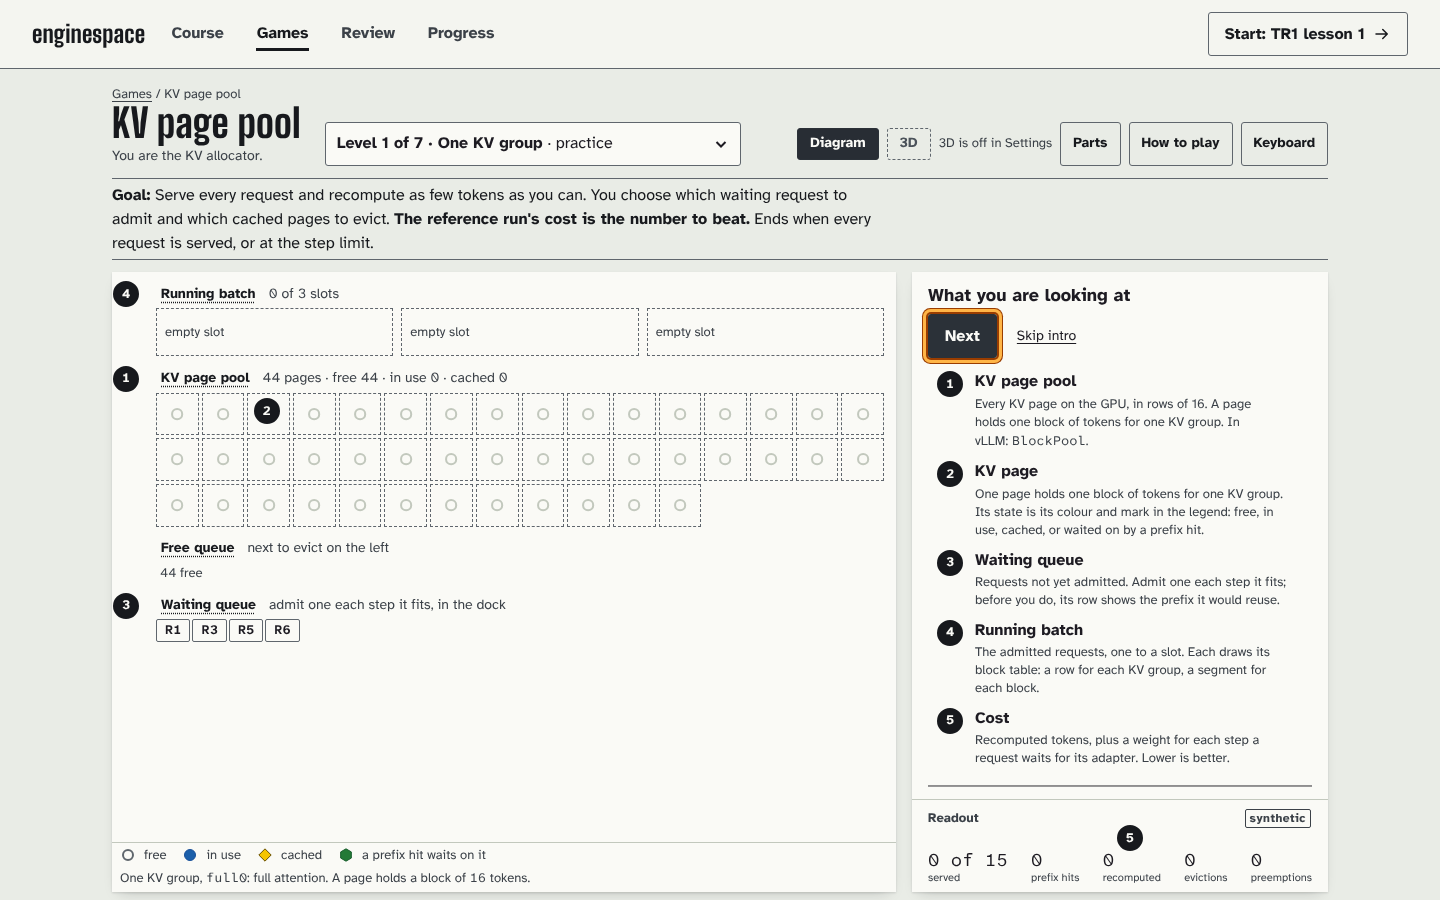 enginespace Course Games Review Progress Start: TR1 lesson 1 →
Games / KV page pool
KV page pool
You are the KV allocator.
Level 1 of 7 · One KV group · practice
Diagram 3D 3D is off in Settings Parts How to play Keyboard
Goal: Serve every request and recompute as few tokens as you can. You choose which waiting request to
admit and which cached pages to evict. The reference run's cost is the number to beat. Ends when every
request is served, or at the step limit.
4 Running batch 0 of 3 slots
empty slot empty slot empty slot
1 KV page pool 44 pages · free 44 · in use 0 · cached 0
2
Free queue next to evict on the left
44 free
3 Waiting queue admit one each step it fits, in the dock
R1 R3 R5 R6
free in use cached a prefix hit waits on it
One KV group, full0: full attention. A page holds a block of 16 tokens.
What you are looking at
Next Skip intro
1 KV page pool
Every KV page on the GPU, in rows of 16. A page
holds one block of tokens for one KV group. In
vLLM: BlockPool.
2 KV page
One page holds one block of tokens for one KV group.
Its state is its colour and mark in the legend: free, in
use, cached, or waited on by a prefix hit.
3 Waiting queue
Requests not yet admitted. Admit one each step it fits;
before you do, its row shows the prefix it would reuse.
4 Running batch
The admitted requests, one to a slot. Each draws its
block table: a row for each KV group, a segment for
each block.
5 Cost
Recomputed tokens, plus a weight for each step a
request waits for its adapter. Lower is better.
Readout synthetic
5
0 of 15 0 0 0 0
served prefix hits recomputed evictions preemptions